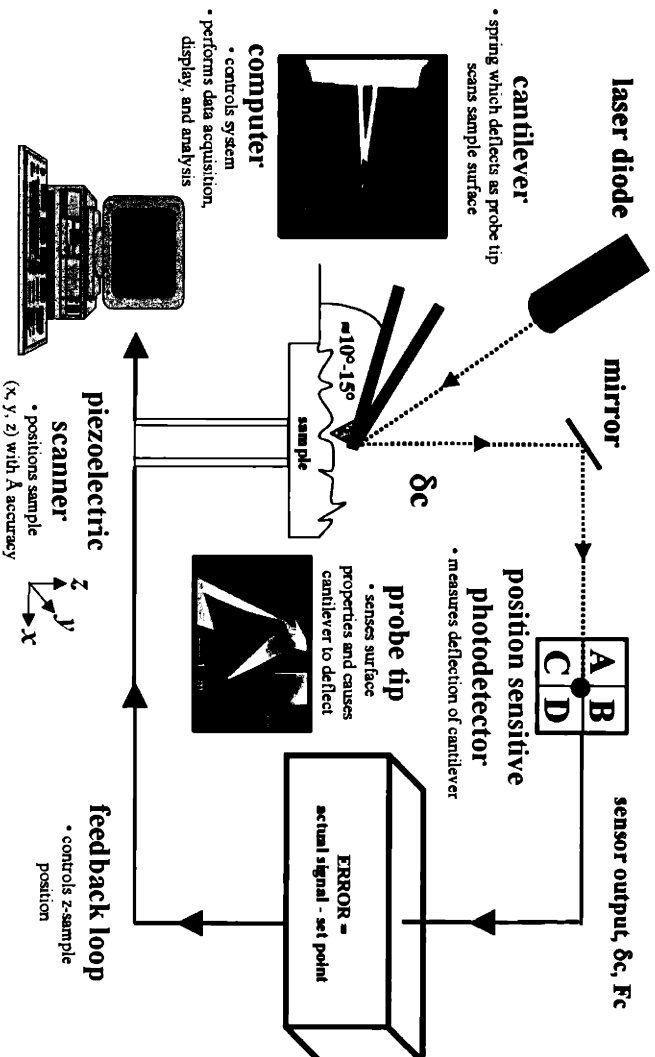 laser diode
mirror
sensor output, δc, Fc
A B
C D
cantilever
• spring which deflects as probe tip
scans sample surface
δc
position sensitive
photodetector
• measures deflection of cantilever
≈10°-15°
sample
probe tip
• senses surface
properties and causes
cantilever to deflect
ERROR =
actual signal - set point
computer
• controls system
• performs data acquisition,
display, and analysis
piezoelectric
scanner
• positions sample
(x, y, z) with Å accuracy
z
y
x
feedback loop
• controls z-sample
position